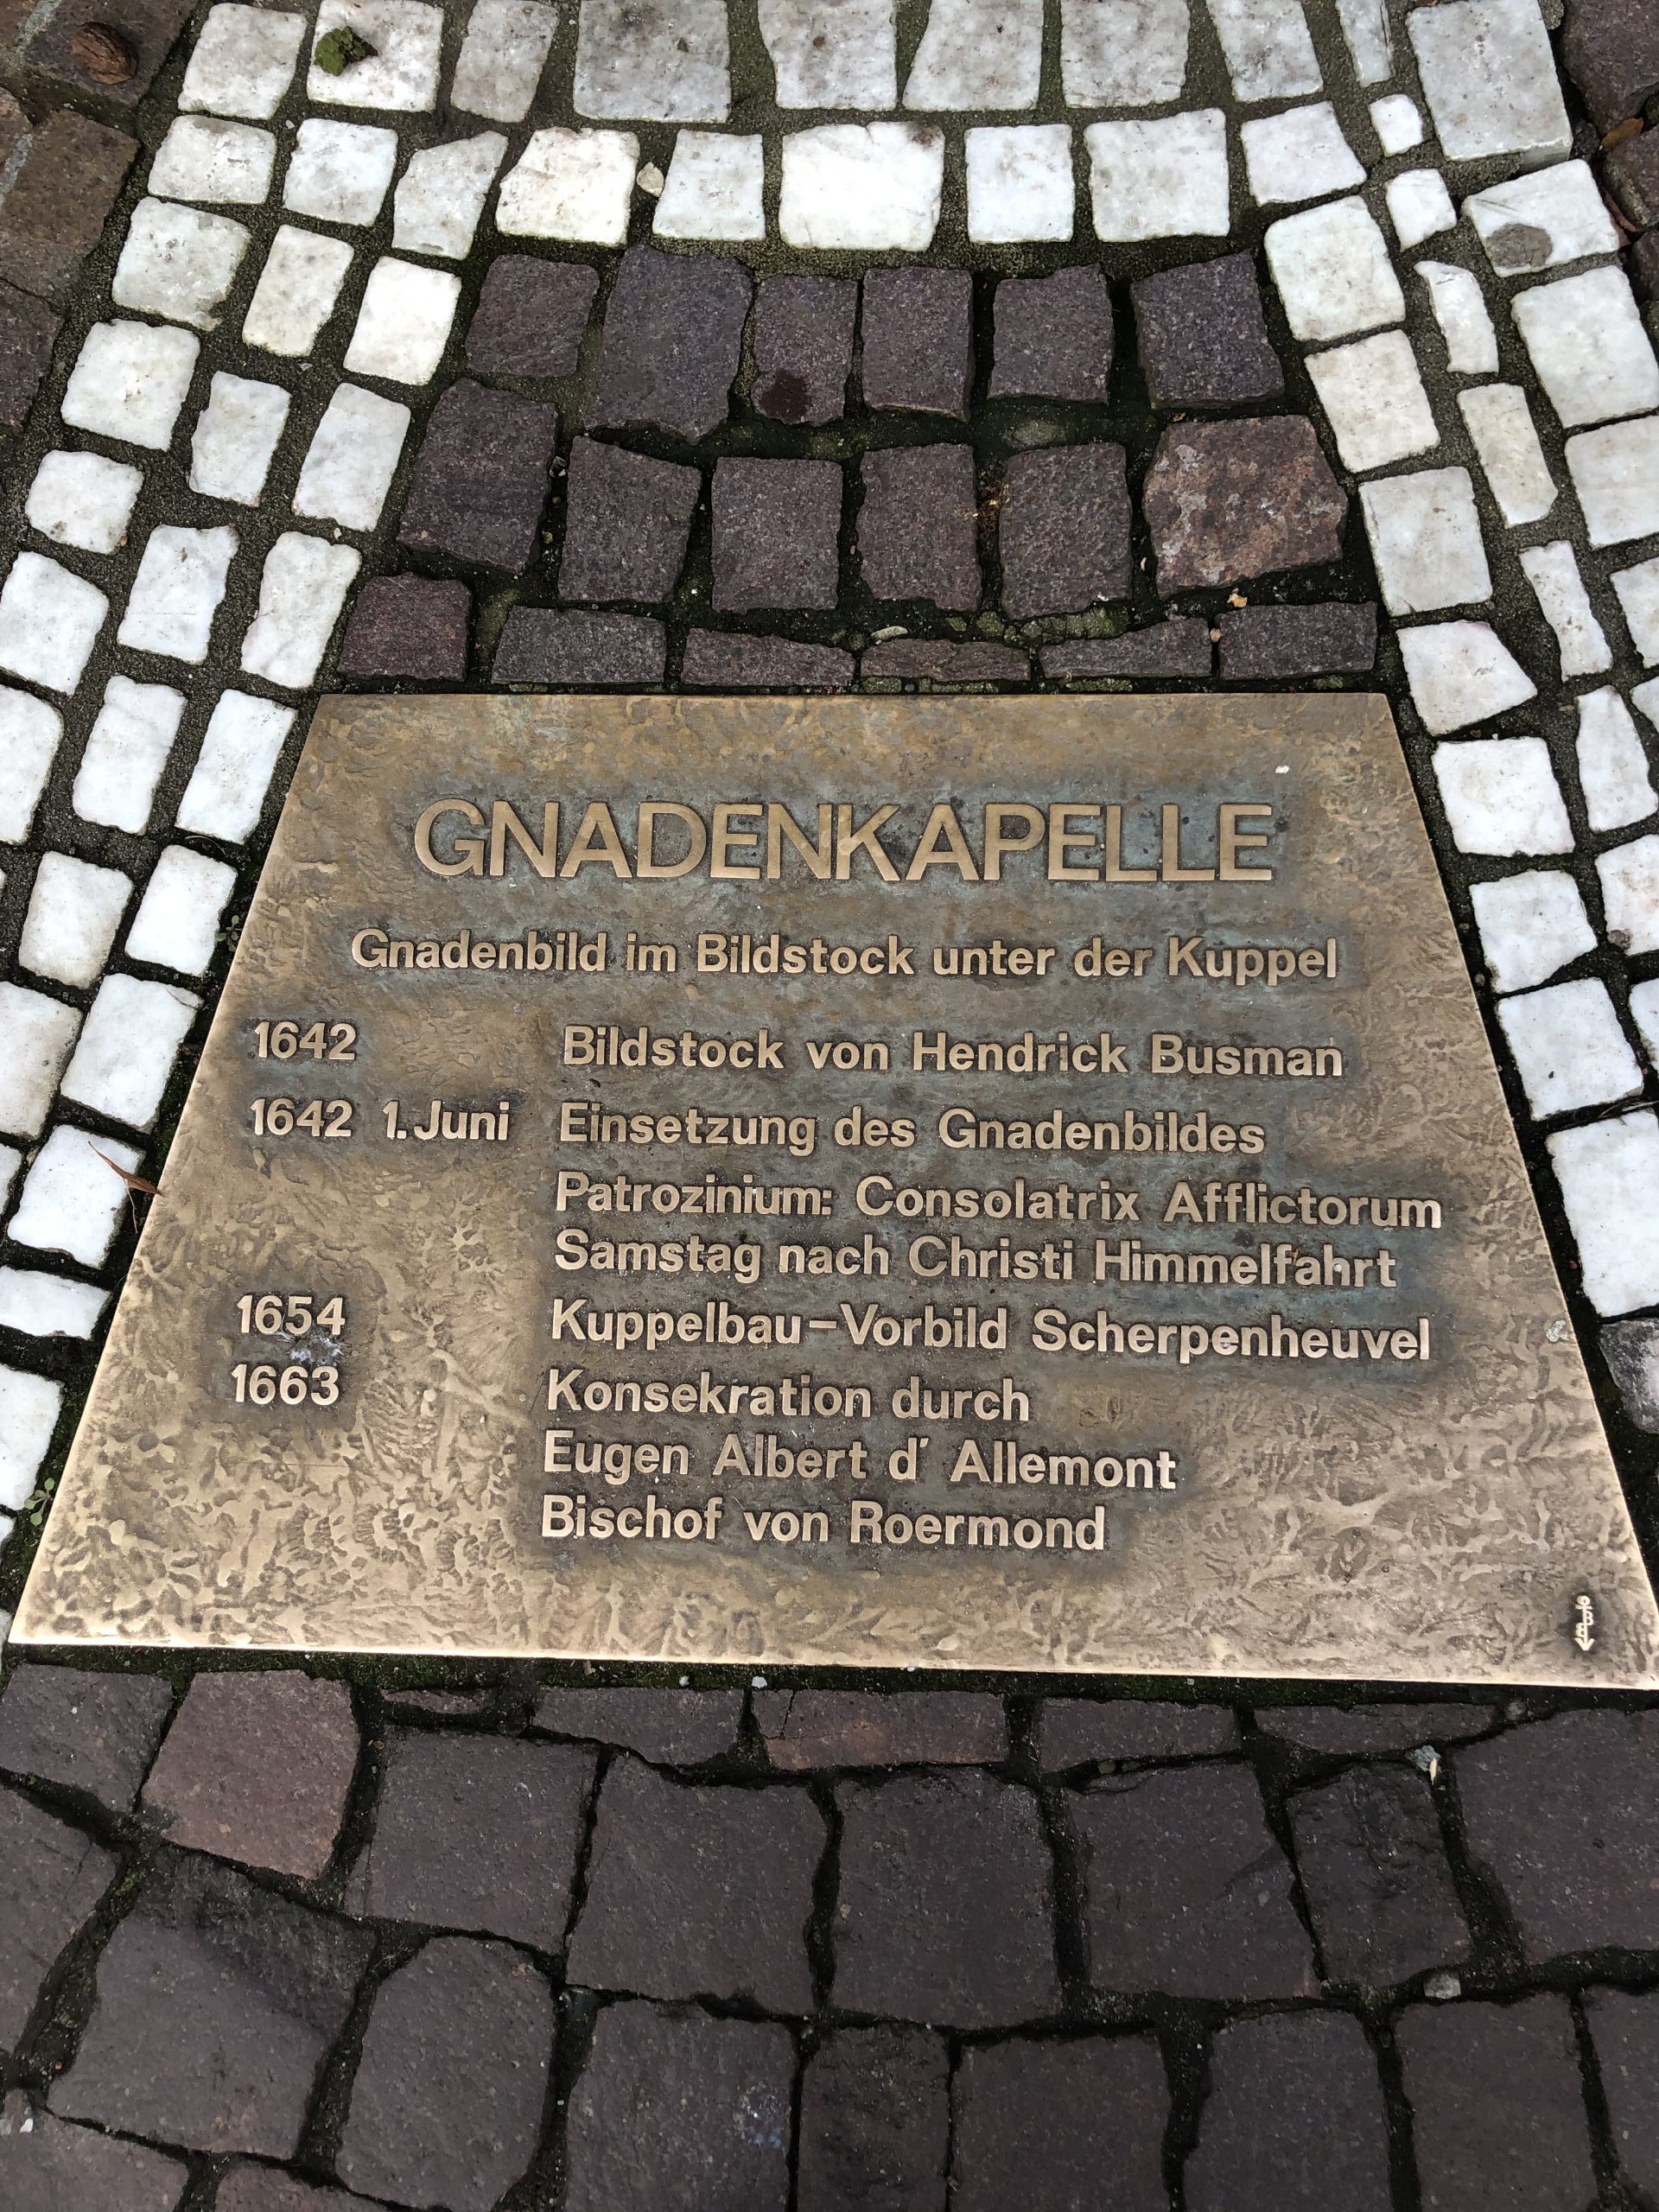 GNADENKAPELLE
Gnadenbild im Bildstock unter der Kuppel
1642 Bildstock von Hendrick Busman
1642 1. Juni Einsetzung des Gnadenbildes
Patrozinium: Consolatrix Afflictorum
Samstag nach Christi Himmelfahrt
1654 Kuppelbau-Vorbild Scherpenheuvel
1663 Konsekration durch
Eugen Albert d' Allemont
Bischof von Roermond